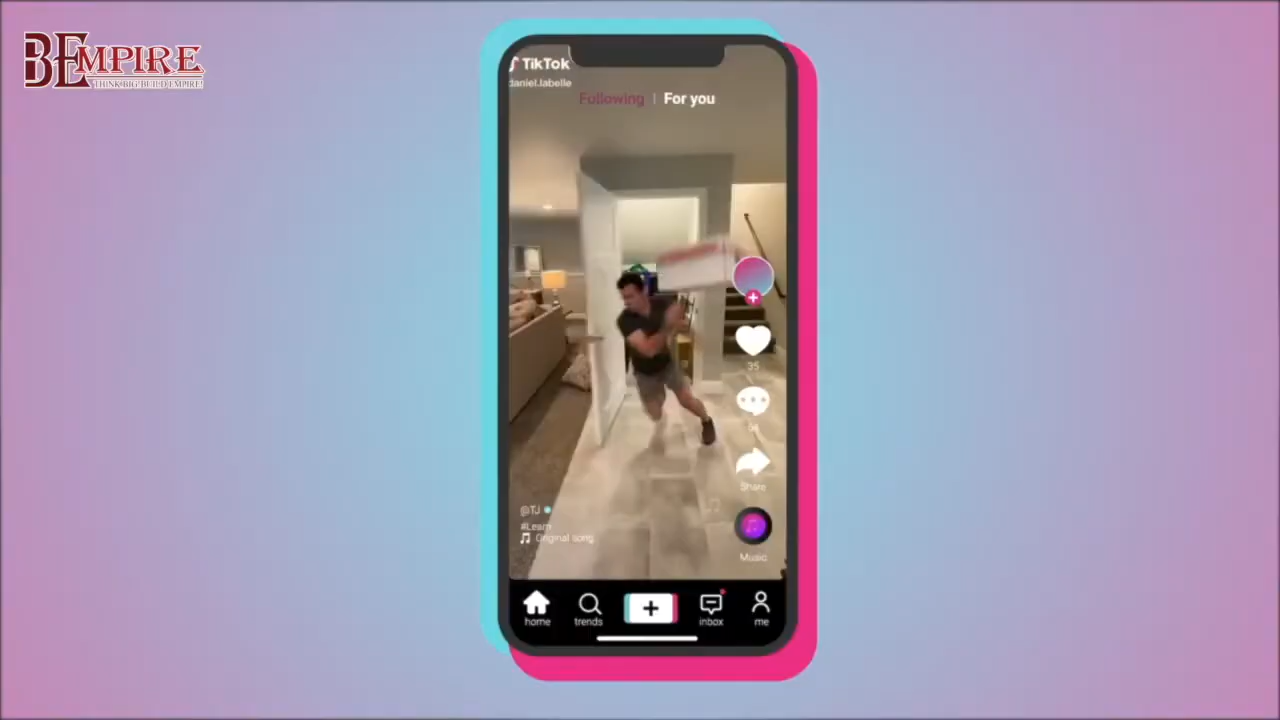 BEMPIRE
THINK BIG BUILD EMPIRE!
TikTok
daniel.labelle
Following | For you
35
Share
@TJ
#Learn
Original song
Music
home
trends
inbox
me